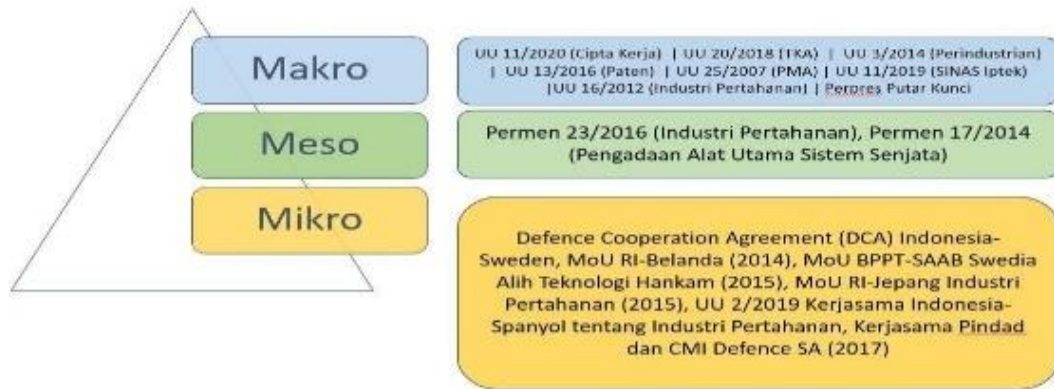 Makro
UU 11/2020 (Cipta Kerja) | UU 20/2018 (TKA) | UU 3/2014 (Perindustrian)
| UU 13/2016 (Paten) | UU 25/2007 (PMA) | UU 11/2019 (SINAS Iptek)
|UU 16/2012 (Industri Pertahanan) | Perpres Putar Kunci
Meso
Permen 23/2016 (Industri Pertahanan), Permen 17/2014
(Pengadaan Alat Utama Sistem Senjata)
Mikro
Defence Cooperation Agreement (DCA) Indonesia-
Sweden, MoU RI-Belanda (2014), MoU BPPT-SAAB Swedia
Alih Teknologi Hankam (2015), MoU RI-Jepang Industri
Pertahanan (2015), UU 2/2019 Kerjasama Indonesia-
Spanyol tentang Industri Pertahanan, Kerjasama Pindad
dan CMI Defence SA (2017)